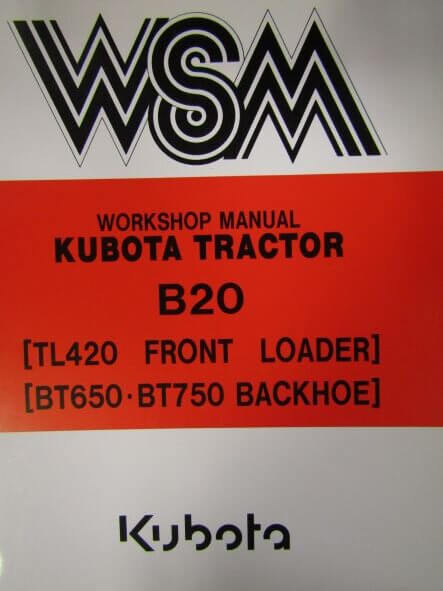 WSM
WORKSHOP MANUAL
KUBOTA TRACTOR
B20
[TL420 FRONT LOADER]
[BT650·BT750 BACKHOE]
Kubota